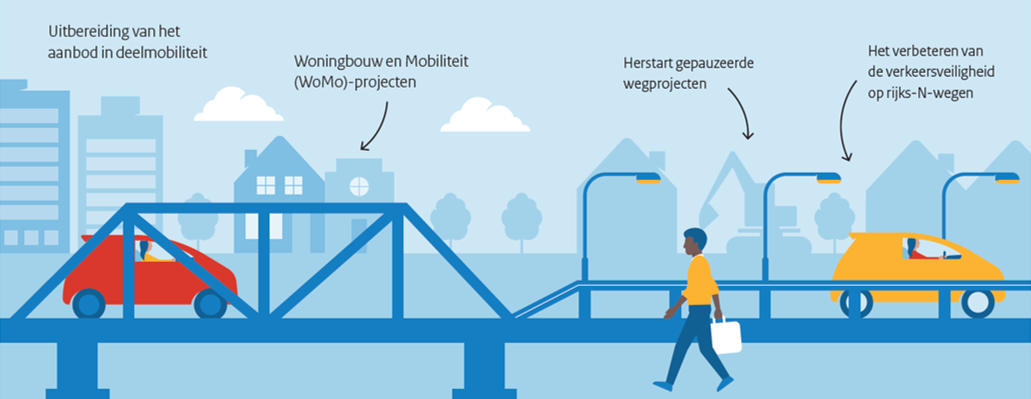 Uitbereiding van het
aanbod in deelmobiliteit
Woningbouw en Mobiliteit
(WoMo)-projecten
Herstart gepauzeerde
wegprojecten
Het verbeteren van
de verkeersveiligheid
op rijks-N-wegen